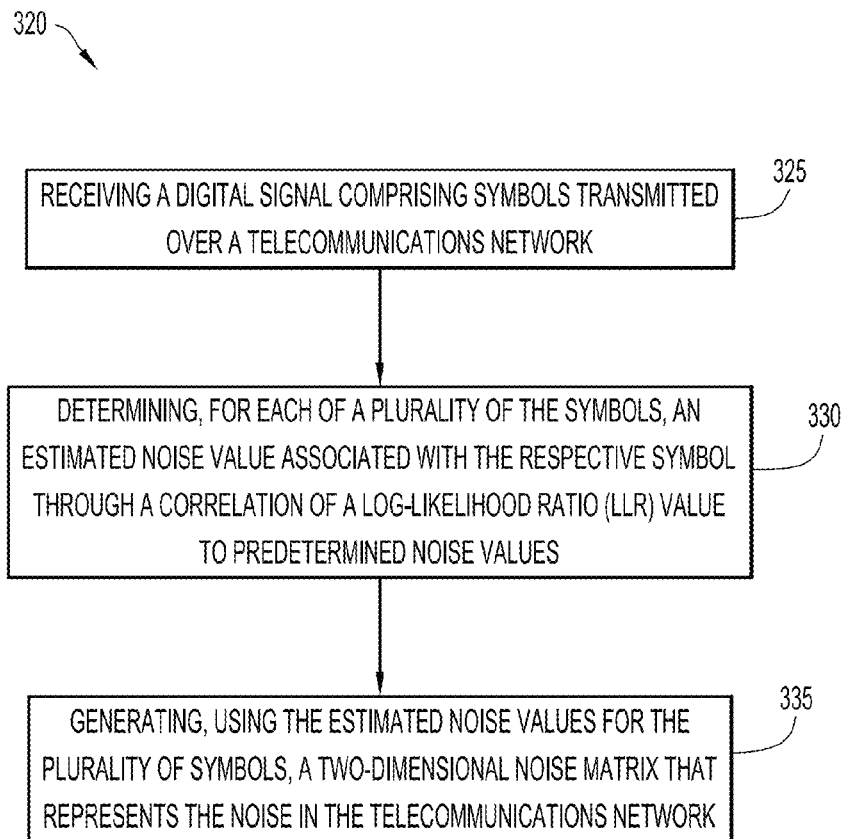 320
RECEIVING A DIGITAL SIGNAL COMPRISING SYMBOLS TRANSMITTED
OVER A TELECOMMUNICATIONS NETWORK
325
DETERMINING, FOR EACH OF A PLURALITY OF THE SYMBOLS, AN
ESTIMATED NOISE VALUE ASSOCIATED WITH THE RESPECTIVE SYMBOL
THROUGH A CORRELATION OF A LOG-LIKELIHOOD RATIO (LLR) VALUE
TO PREDETERMINED NOISE VALUES
330
GENERATING, USING THE ESTIMATED NOISE VALUES FOR THE
PLURALITY OF SYMBOLS, A TWO-DIMENSIONAL NOISE MATRIX THAT
REPRESENTS THE NOISE IN THE TELECOMMUNICATIONS NETWORK
335